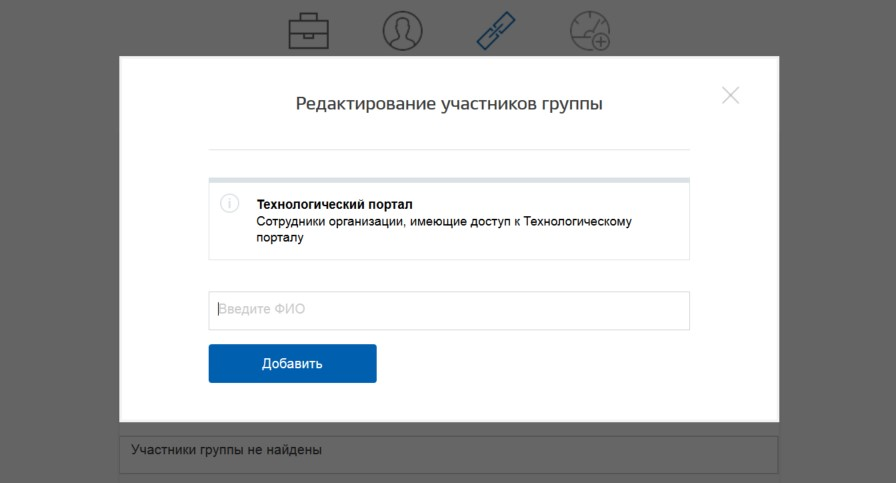 Редактирование участников группы
Технологический портал
Сотрудники организации, имеющие доступ к Технологическому
порталу
Введите ФИО
Добавить
Участники группы не найдены